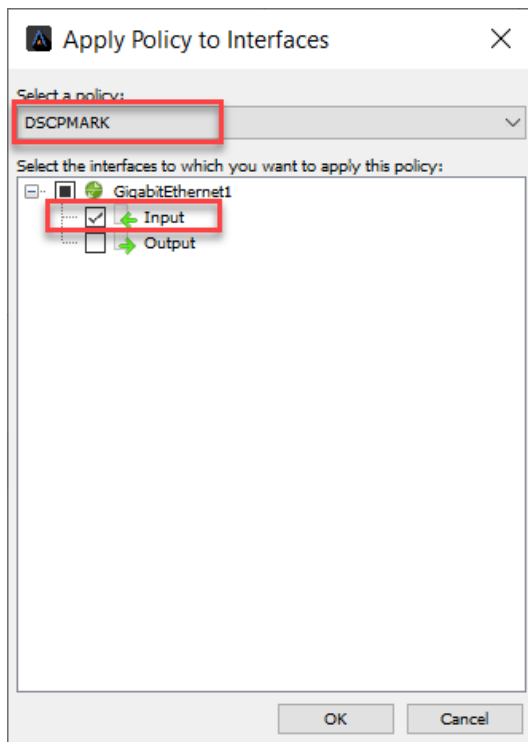 Apply Policy to Interfaces
Select a policy:
DSCPMARK
Select the interfaces to which you want to apply this policy:
GigabitEthernet1
Input
Output
OK Cancel